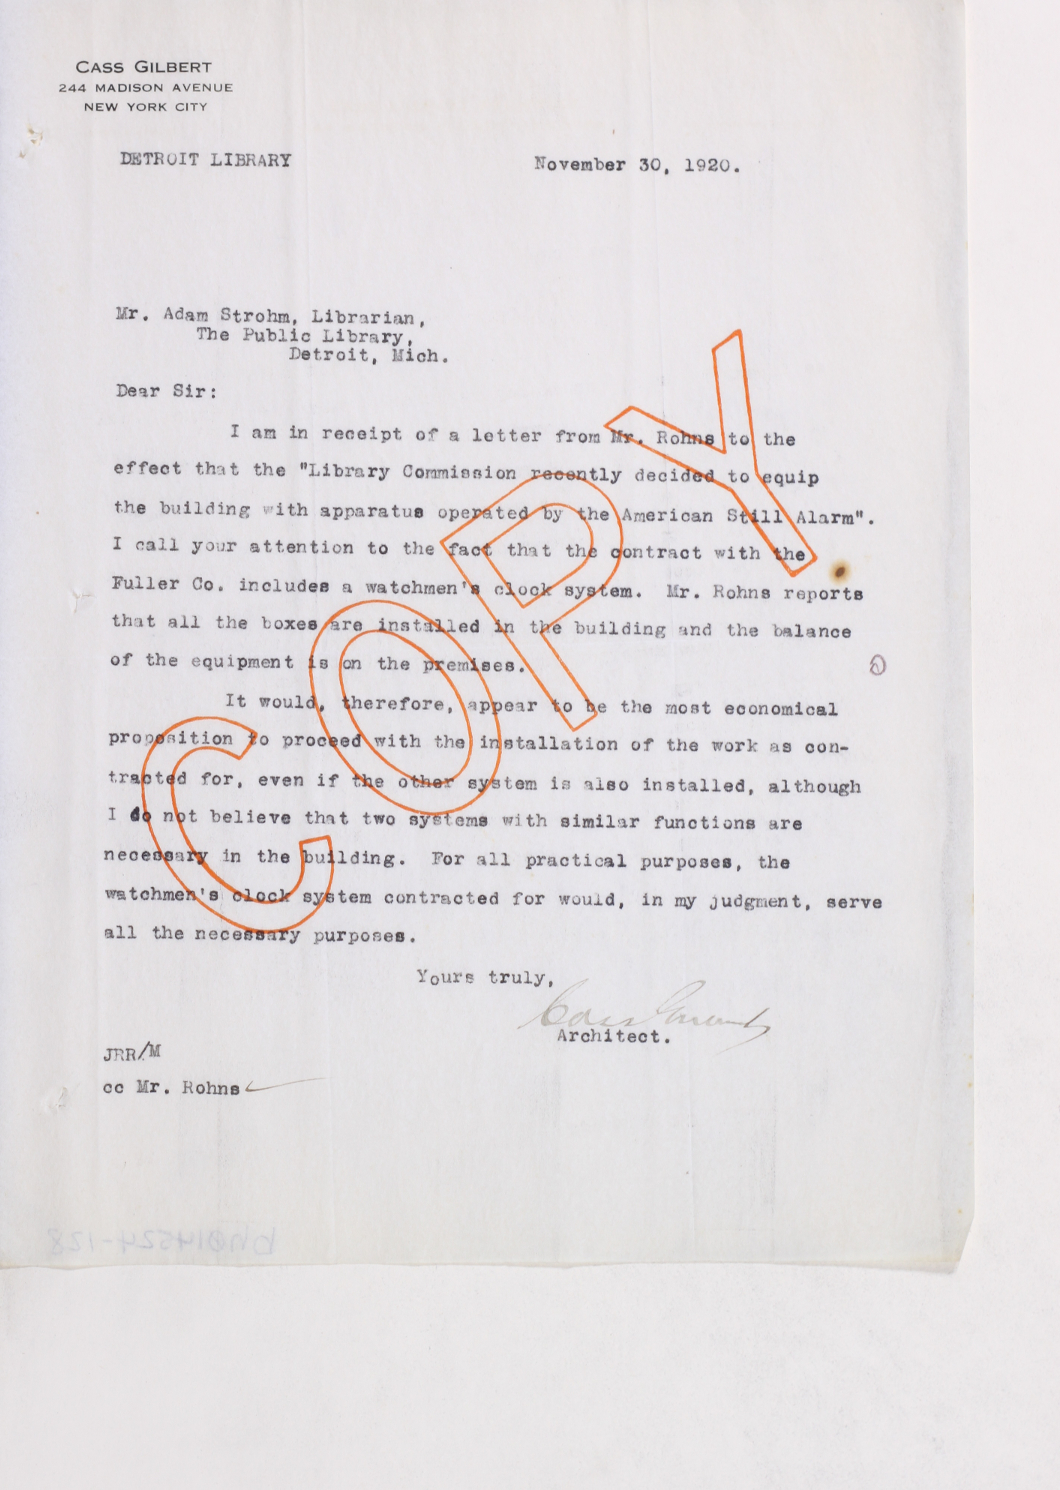 CASS GILBERT
244 MADISON AVENUE
NEW YORK CITY
DETROIT LIBRARY
November 30, 1920.
Mr. Adam Strohm, Librarian,
The Public Library,
Detroit, Mich.
Dear Sir:
I am in receipt of a letter from Mr. Rohns to the
effect that the "Library Commission recently decided to equip
the building with apparatus operated by the American Still Alarm".
I call your attention to the fact that the contract with the
Fuller Co. includes a watchmen's clock system. Mr. Rohns reports
that all the boxes are installed in the building and the balance
of the equipment is on the premises.
It would, therefore, appear to be the most economical
proposition to proceed with the installation of the work as con-
tracted for, even if the other system is also installed, although
I do not believe that two systems with similar functions are
necessary in the building. For all practical purposes, the
watchmen's clock system contracted for would, in my judgment, serve
all the necessary purposes.
Yours truly,
Cass Gilbert
Architect.
JRR/M
cc Mr. Rohns
COPY
bh014524-128